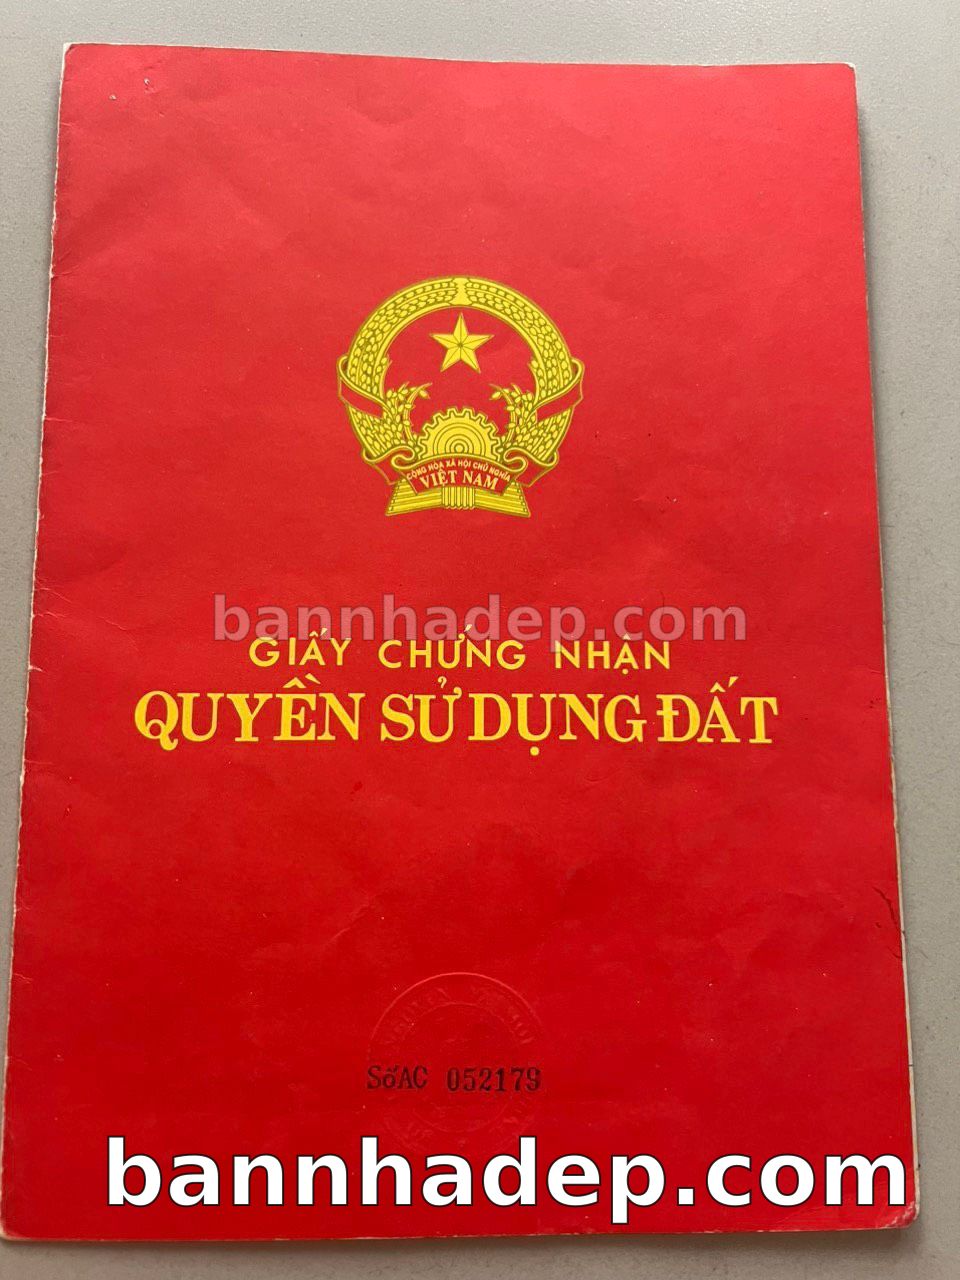 CỘNG HÒA XÃ HỘI CHỦ NGHĨA
VIỆT NAM
bannhadep.com
GIẤY CHỨNG NHẬN
QUYỀN SỬ DỤNG ĐẤT
SốAC 052179
bannhadep.com